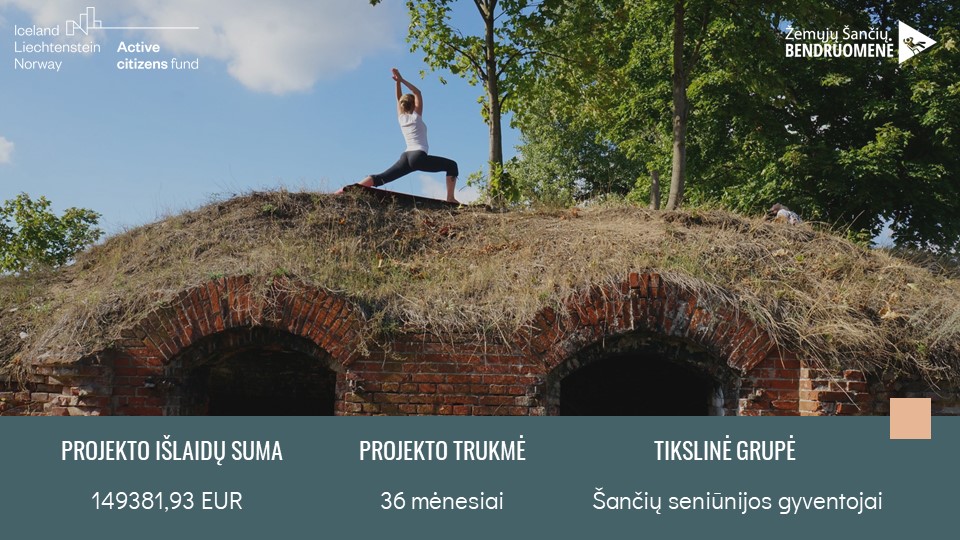 Iceland
Liechtenstein
Norway
Active
citizens fund
Žemųjų Šančių
BENDRUOMENĖ
PROJEKTO IŠLAIDŲ SUMA
149381,93 EUR
PROJEKTO TRUKMĖ
36 mėnesiai
TIKSLINĖ GRUPĖ
Šančių seniūnijos gyventojai